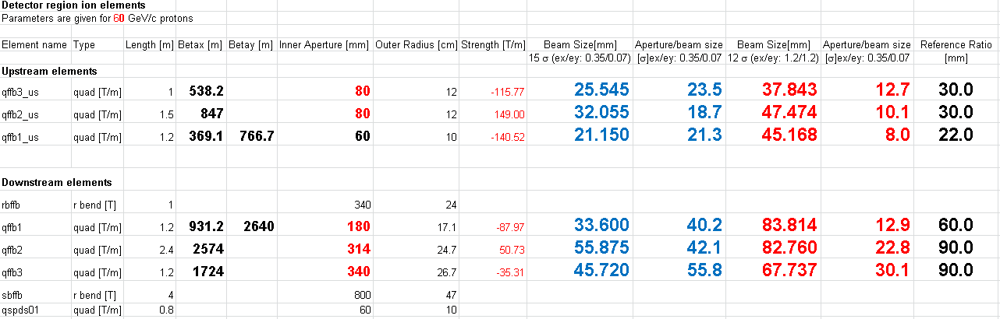 Detector region ion elements
Parameters are given for 60 GeV/c protons
Element name Type Length [m] Betax [m] Betay [m] Inner Aperture [mm] Outer Radius [cm] Strength [T/m] Beam Size[mm] Aperture/beam size Beam Size[mm] Aperture/beam size Reference Ratio
15 σ (ex/ey: 0.35/0.07) [σ]ex/ey: 0.35/0.07 12 σ (ex/ey: 1.2/1.2) [σ]ex/ey: 0.35/0.07 [mm]
Upstream elements
qffb3_us quad [T/m] 1 538.2 80 12 -115.77 25.545 23.5 37.843 12.7 30.0
qffb2_us quad [T/m] 1.5 847 80 12 149.00 32.055 18.7 47.474 10.1 30.0
qffb1_us quad [T/m] 1.2 369.1 766.7 60 10 -140.52 21.150 21.3 45.168 8.0 22.0
Downstream elements
rbffb r bend [T] 1 340 24
qffb1 quad [T/m] 1.2 931.2 2640 180 17.1 -87.97 33.600 40.2 83.814 12.9 60.0
qffb2 quad [T/m] 2.4 2574 314 24.7 50.73 55.875 42.1 82.760 22.8 90.0
qffb3 quad [T/m] 1.2 1724 340 26.7 -35.31 45.720 55.8 67.737 30.1 90.0
sbffb r bend [T] 4 800 47
qspds01 quad [T/m] 0.8 60 10